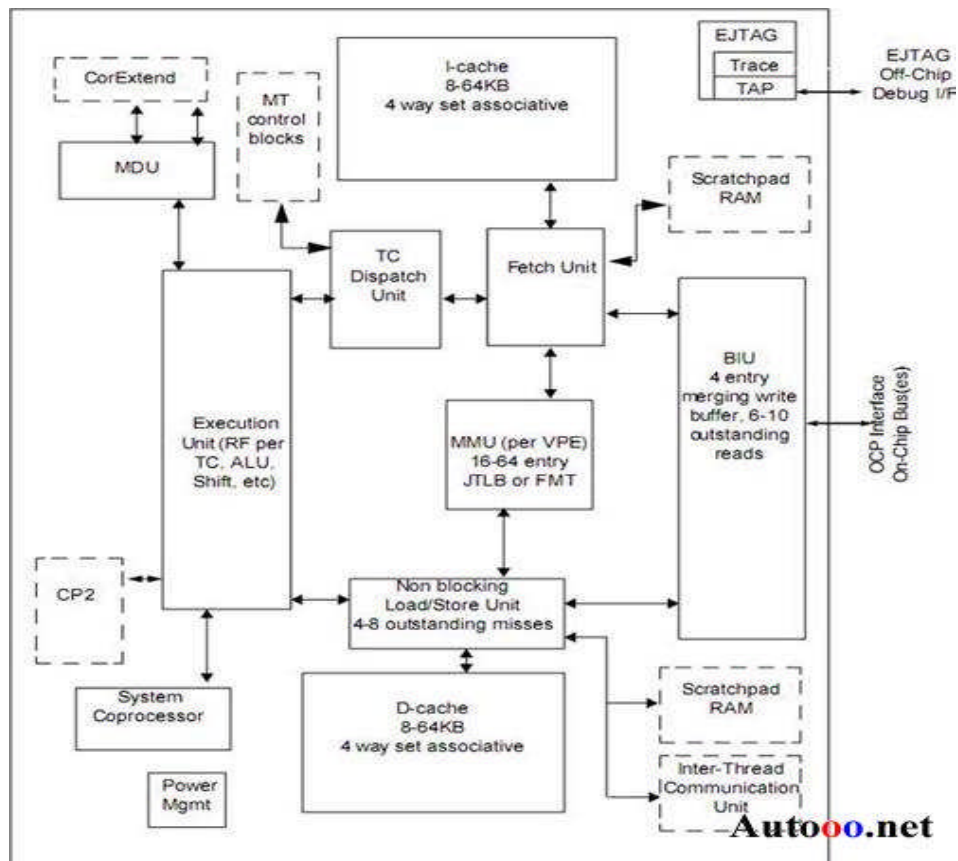 EJTAG
Trace
TAP
EJTAG
Off-Chip
Debug I/F
I-cache
8-64KB
4 way set associative
CorExtend
MT
control
blocks
MDU
Scratchpad
RAM
TC
Dispatch
Unit
Fetch Unit
BIU
4 entry
merging write
buffer, 6-10
outstanding
reads
OCP Interface
On-Chip Bus(es)
Execution
Unit (RF per
TC, ALU,
Shift, etc)
MMU (per VPE)
16-64 entry
JTLB or FMT
CP2
Non blocking
Load/Store Unit
4-8 outstanding misses
System
Coprocessor
D-cache
8-64KB
4 way set associative
Scratchpad
RAM
Power
Mgmt
Inter-Thread
Communication
Unit
Autooo.net